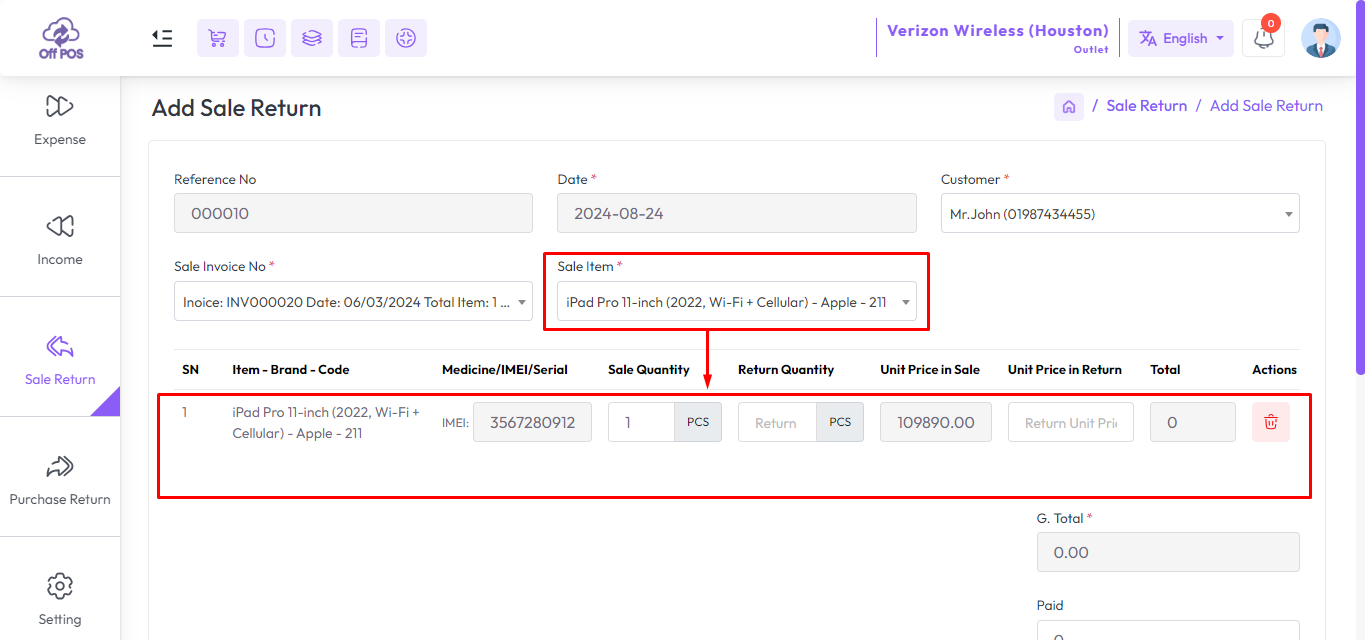 Off POS
Verizon Wireless (Houston)
Outlet
English
0
Expense
Income
Sale Return
Purchase Return
Setting
Add Sale Return
/ Sale Return / Add Sale Return
Reference No
Date *
Customer *
000010
2024-08-24
Mr.John (01987434455)
Sale Invoice No *
Sale Item *
Inoice: INV000020 Date: 06/03/2024 Total Item: 1 ...
iPad Pro 11-inch (2022, Wi-Fi + Cellular) - Apple - 211
SN Item - Brand - Code Medicine/IMEI/Serial Sale Quantity Return Quantity Unit Price in Sale Unit Price in Return Total Actions
1 iPad Pro 11-inch (2022, Wi-Fi +
Cellular) - Apple - 211
IMEI: 3567280912 1 PCS Return PCS 109890.00 Return Unit Pri 0
G. Total *
0.00
Paid
0